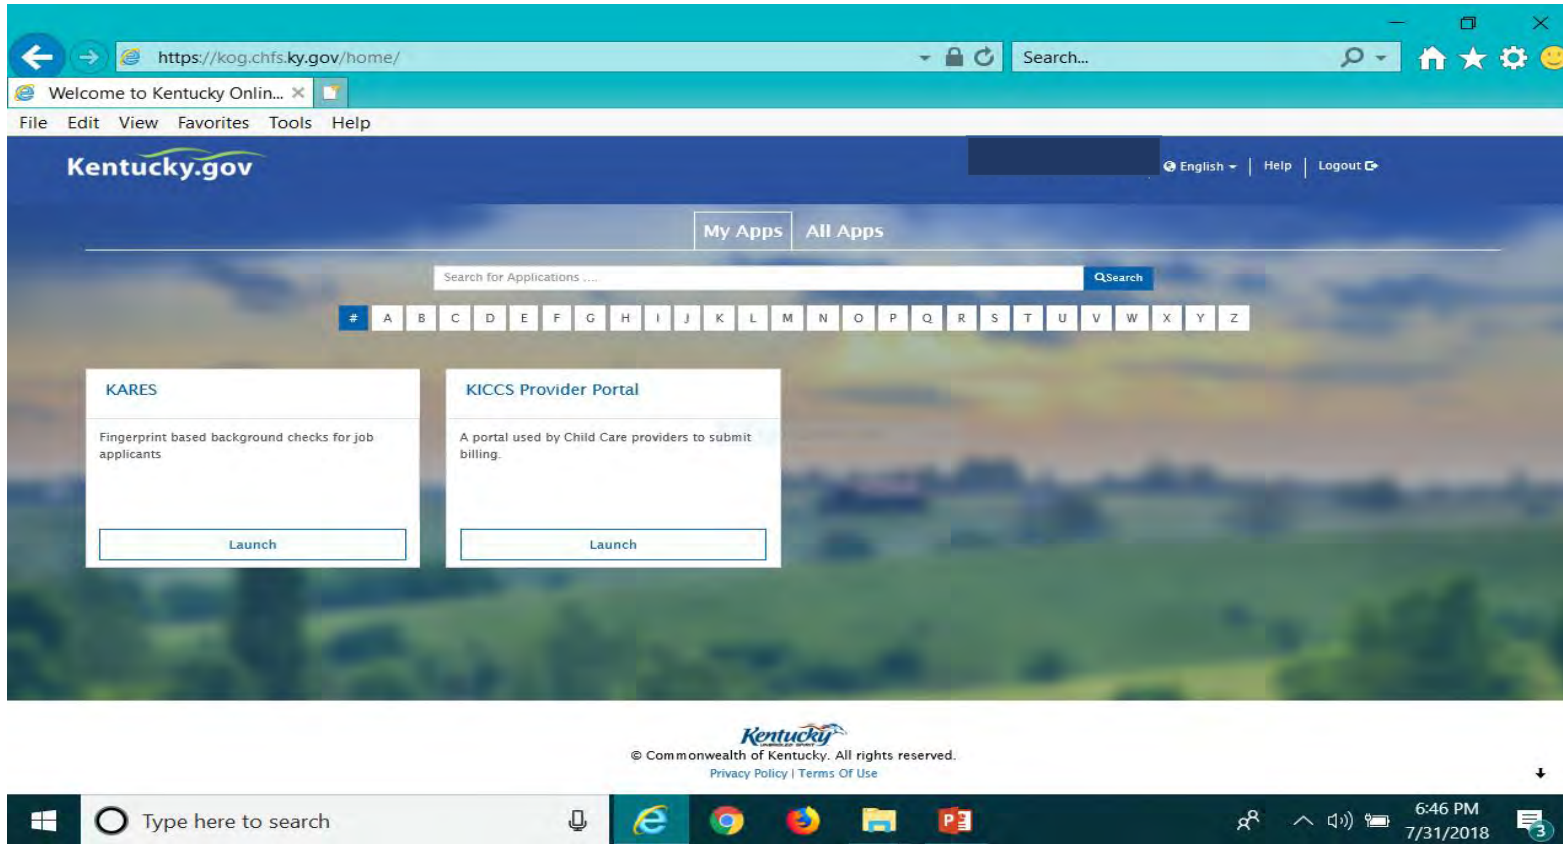 https://kog.chfs.ky.gov/home/
Search...
Welcome to Kentucky Onlin...
File Edit View Favorites Tools Help
Kentucky.gov
English
Help
Logout
My Apps
All Apps
Search for Applications ....
Search
# A B C D E F G H I J K L M N O P Q R S T U V W X Y Z
KARES
Fingerprint based background checks for job
applicants
Launch
KICCS Provider Portal
A portal used by Child Care providers to submit
billing.
Launch
Kentucky
UNBRIDLED SPIRIT
© Commonwealth of Kentucky. All rights reserved.
Privacy Policy | Terms Of Use
Type here to search
6:46 PM
7/31/2018
3